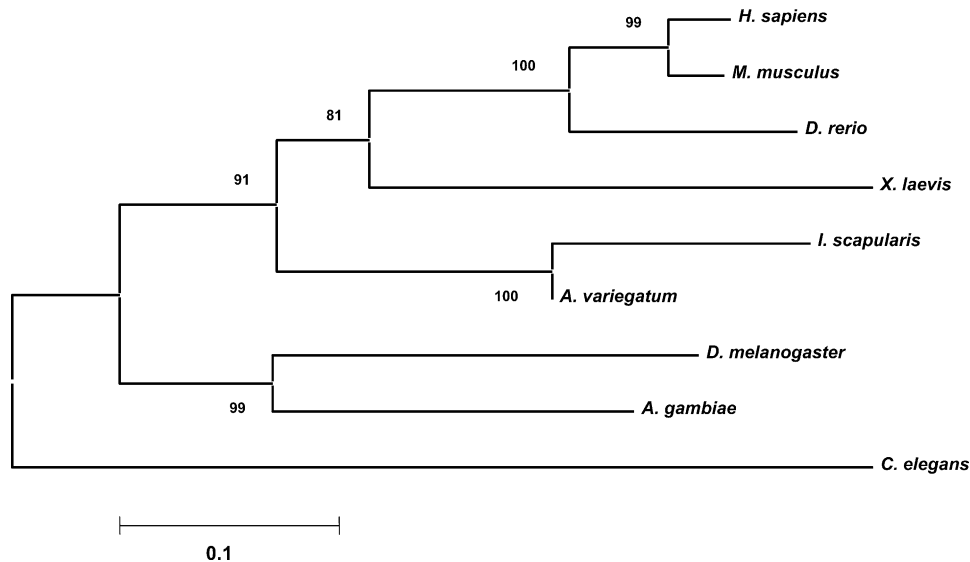 99
H. sapiens
100
M. musculus
81
D. rerio
91
X. laevis
I. scapularis
100
A. variegatum
D. melanogaster
99
A. gambiae
C. elegans
0.1